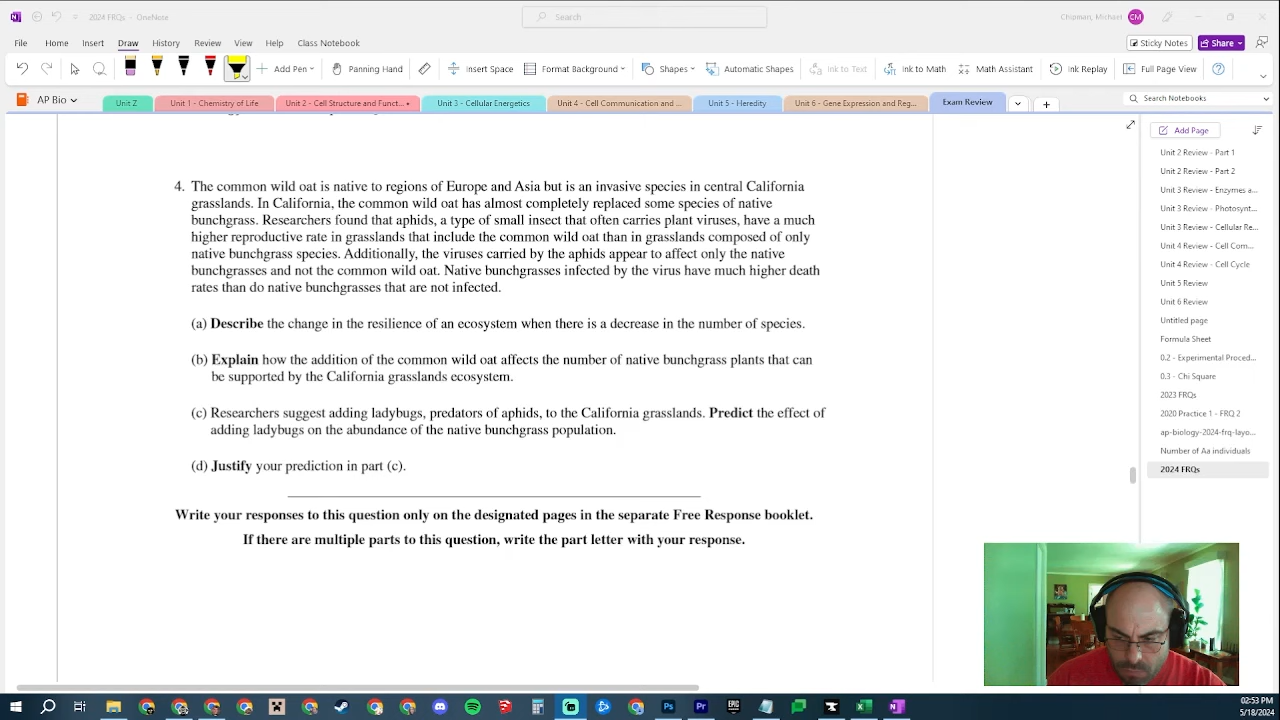 2024 FRQs - OneNote
Search
Chipman, Michael
CM
File
Home
Insert
Draw
History
Review
View
Help
Class Notebook
Sticky Notes
Share
Add Pen
Panning Hand
Insert Space
Format Background
Shapes
Automatic Shapes
Ink to Text
Ink to Math
Math Assistant
Ink Replay
Full Page View
AP Bio
Unit Z
Unit 1 - Chemistry of Life
Unit 2 - Cell Structure and Funct...
Unit 3 - Cellular Energetics
Unit 4 - Cell Communication and ...
Unit 5 - Heredity
Unit 6 - Gene Expression and Reg...
Exam Review
Search Notebooks
4. The common wild oat is native to regions of Europe and Asia but is an invasive species in central California
grasslands. In California, the common wild oat has almost completely replaced some species of native
bunchgrass. Researchers found that aphids, a type of small insect that often carries plant viruses, have a much
higher reproductive rate in grasslands that include the common wild oat than in grasslands composed of only
native bunchgrass species. Additionally, the viruses carried by the aphids appear to affect only the native
bunchgrasses and not the common wild oat. Native bunchgrasses infected by the virus have much higher death
rates than do native bunchgrasses that are not infected.
(a) Describe the change in the resilience of an ecosystem when there is a decrease in the number of species.
(b) Explain how the addition of the common wild oat affects the number of native bunchgrass plants that can
be supported by the California grasslands ecosystem.
(c) Researchers suggest adding ladybugs, predators of aphids, to the California grasslands. Predict the effect of
adding ladybugs on the abundance of the native bunchgrass population.
(d) Justify your prediction in part (c).
Write your responses to this question only on the designated pages in the separate Free Response booklet.
If there are multiple parts to this question, write the part letter with your response.
Add Page
Unit 2 Review - Part 1
Unit 2 Review - Part 2
Unit 3 Review - Enzymes a...
Unit 3 Review - Photosynt...
Unit 3 Review - Cellular Re...
Unit 4 Review - Cell Com...
Unit 4 Review - Cell Cycle
Unit 5 Review
Unit 6 Review
Untitled page
Formula Sheet
0.2 - Experimental Proced...
0.3 - Chi Square
2023 FRQs
2020 Practice 1 - FRQ 2
ap-biology-2024-frq-layo...
Number of Aa individuals
2024 FRQs
02:53 PM
5/18/2024